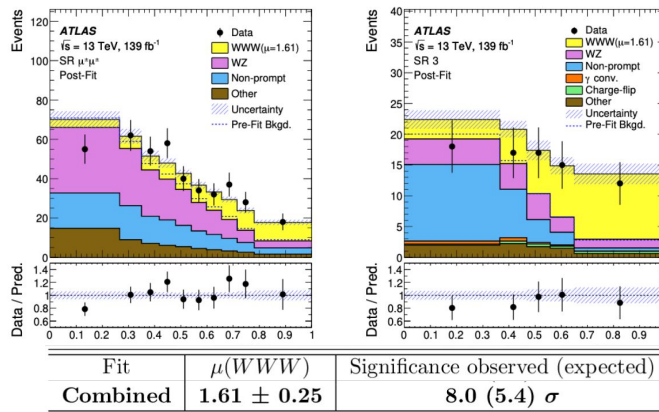 Events
120
100
80
60
40
20
0
ATLAS
√s = 13 TeV, 139 fb⁻¹
SR μ±μ±
Post-Fit
Data
WWW(μ=1.61)
WZ
Non-prompt
Other
Uncertainty
Pre-Fit Bkgd.
Data / Pred.
1.4
1.2
1
0.8
0.6
0 0.1 0.2 0.3 0.4 0.5 0.6 0.7 0.8 0.9 1
Events
40
35
30
25
20
15
10
5
0
ATLAS
√s = 13 TeV, 139 fb⁻¹
SR 3
Post-Fit
Data
WWW(μ=1.61)
WZ
Non-prompt
γ conv.
Charge-flip
Other
Uncertainty
Pre-Fit Bkgd.
Data / Pred.
1.4
1.2
1
0.8
0.6
0 0.1 0.2 0.3 0.4 0.5 0.6 0.7 0.8 0.9
Fit μ(WWW) Significance observed (expected)
Combined 1.61 ± 0.25 8.0 (5.4) σ